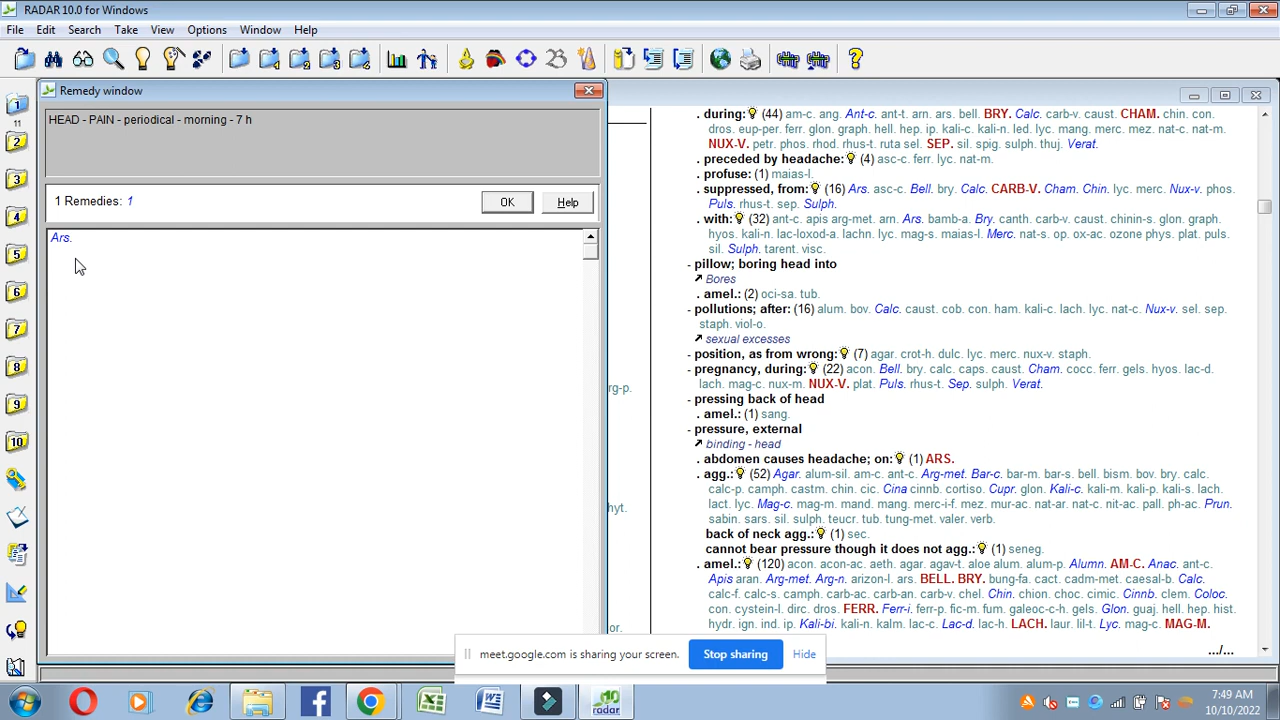 RADAR 10.0 for Windows
File Edit Search Take View Options Window Help
Remedy window
HEAD - PAIN - periodical - morning - 7 h
1 Remedies: 1
OK
Help
Ars.
1
11
2
3
4
5
6
7
8
9
10
rg-p.
hyt.
or.
. during: (44) am-c. ang. Ant-c. ant-t. arn. ars. bell. BRY. Calc. carb-v. caust. CHAM. chin. con.
dros. eup-per. ferr. glon. graph. hell. hep. ip. kali-c. kali-n. led. lyc. mang. merc. mez. nat-c. nat-m.
NUX-V. petr. phos. rhod. rhus-t. ruta sel. SEP. sil. spig. sulph. thuj. Verat.
. preceded by headache: (4) asc-c. ferr. lyc. nat-m.
. profuse: (1) maias-l.
. suppressed, from: (16) Ars. asc-c. Bell. bry. Calc. CARB-V. Cham. Chin. lyc. merc. Nux-v. phos.
Puls. rhus-t. sep. Sulph.
. with: (32) ant-c. apis arg-met. arn. Ars. bamb-a. Bry. canth. carb-v. caust. chinin-s. glon. graph.
hyos. kali-n. lac-loxod-a. lachn. lyc. mag-s. maias-l. Merc. nat-s. op. ox-ac. ozone phys. plat. puls.
sil. Sulph. tarent. visc.
- pillow; boring head into
Bores
. amel.: (2) oci-sa. tub.
- pollutions; after: (16) alum. bov. Calc. caust. cob. con. ham. kali-c. lach. lyc. nat-c. Nux-v. sel. sep.
staph. viol-o.
sexual excesses
- position, as from wrong: (7) agar. crot-h. dulc. lyc. merc. nux-v. staph.
- pregnancy, during: (22) acon. Bell. bry. calc. caps. caust. Cham. cocc. ferr. gels. hyos. lac-d.
lach. mag-c. nux-m. NUX-V. plat. Puls. rhus-t. Sep. sulph. Verat.
- pressing back of head
. amel.: (1) sang.
- pressure, external
binding - head
. abdomen causes headache; on: (1) ARS.
. agg.: (52) Agar. alum-sil. am-c. ant-c. Arg-met. Bar-c. bar-m. bar-s. bell. bism. bov. bry. calc.
calc-p. camph. castm. chin. cic. Cina cinnb. cortiso. Cupr. glon. Kali-c. kali-m. kali-p. kali-s. lach.
lact. lyc. Mag-c. mag-m. mand. mang. merc-i-f. mez. mur-ac. nat-ar. nat-c. nit-ac. pall. ph-ac. Prun.
sabin. sars. sil. sulph. teucr. tub. tung-met. valer. verb.
back of neck agg.: (1) sec.
cannot bear pressure though it does not agg.: (1) seneg.
. amel.: (120) acon. acon-ac. aeth. agar. agav-t. aloe alum. alum-p. Alumn. AM-C. Anac. ant-c.
Apis aran. Arg-met. Arg-n. arizon-l. ars. BELL. BRY. bung-fa. cact. cadm-met. caesal-b. Calc.
calc-f. calc-s. camph. carb-ac. carb-an. carb-v. chel. Chin. chion. choc. cimic. Cinnb. clem. Coloc.
con. cystein-l. dirc. dros. FERR. Ferr-i. ferr-p. fic-m. fum. galeoc-c-h. gels. Glon. guaj. hell. hep. hist.
hydr. ign. ind. ip. Kali-bi. kali-n. kalm. lac-c. Lac-d. lac-h. LACH. laur. lil-t. Lyc. mag-c. MAG-M.
.../...
meet.google.com is sharing your screen.
Stop sharing
Hide
10
radar
7:49 AM
10/10/2022